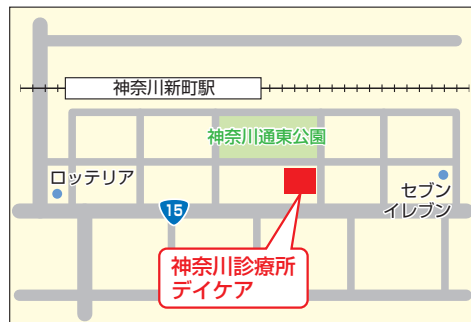 神奈川新町駅
神奈川通東公園
ロッテリア
セブン
イレブン
15
神奈川診療所
デイケア